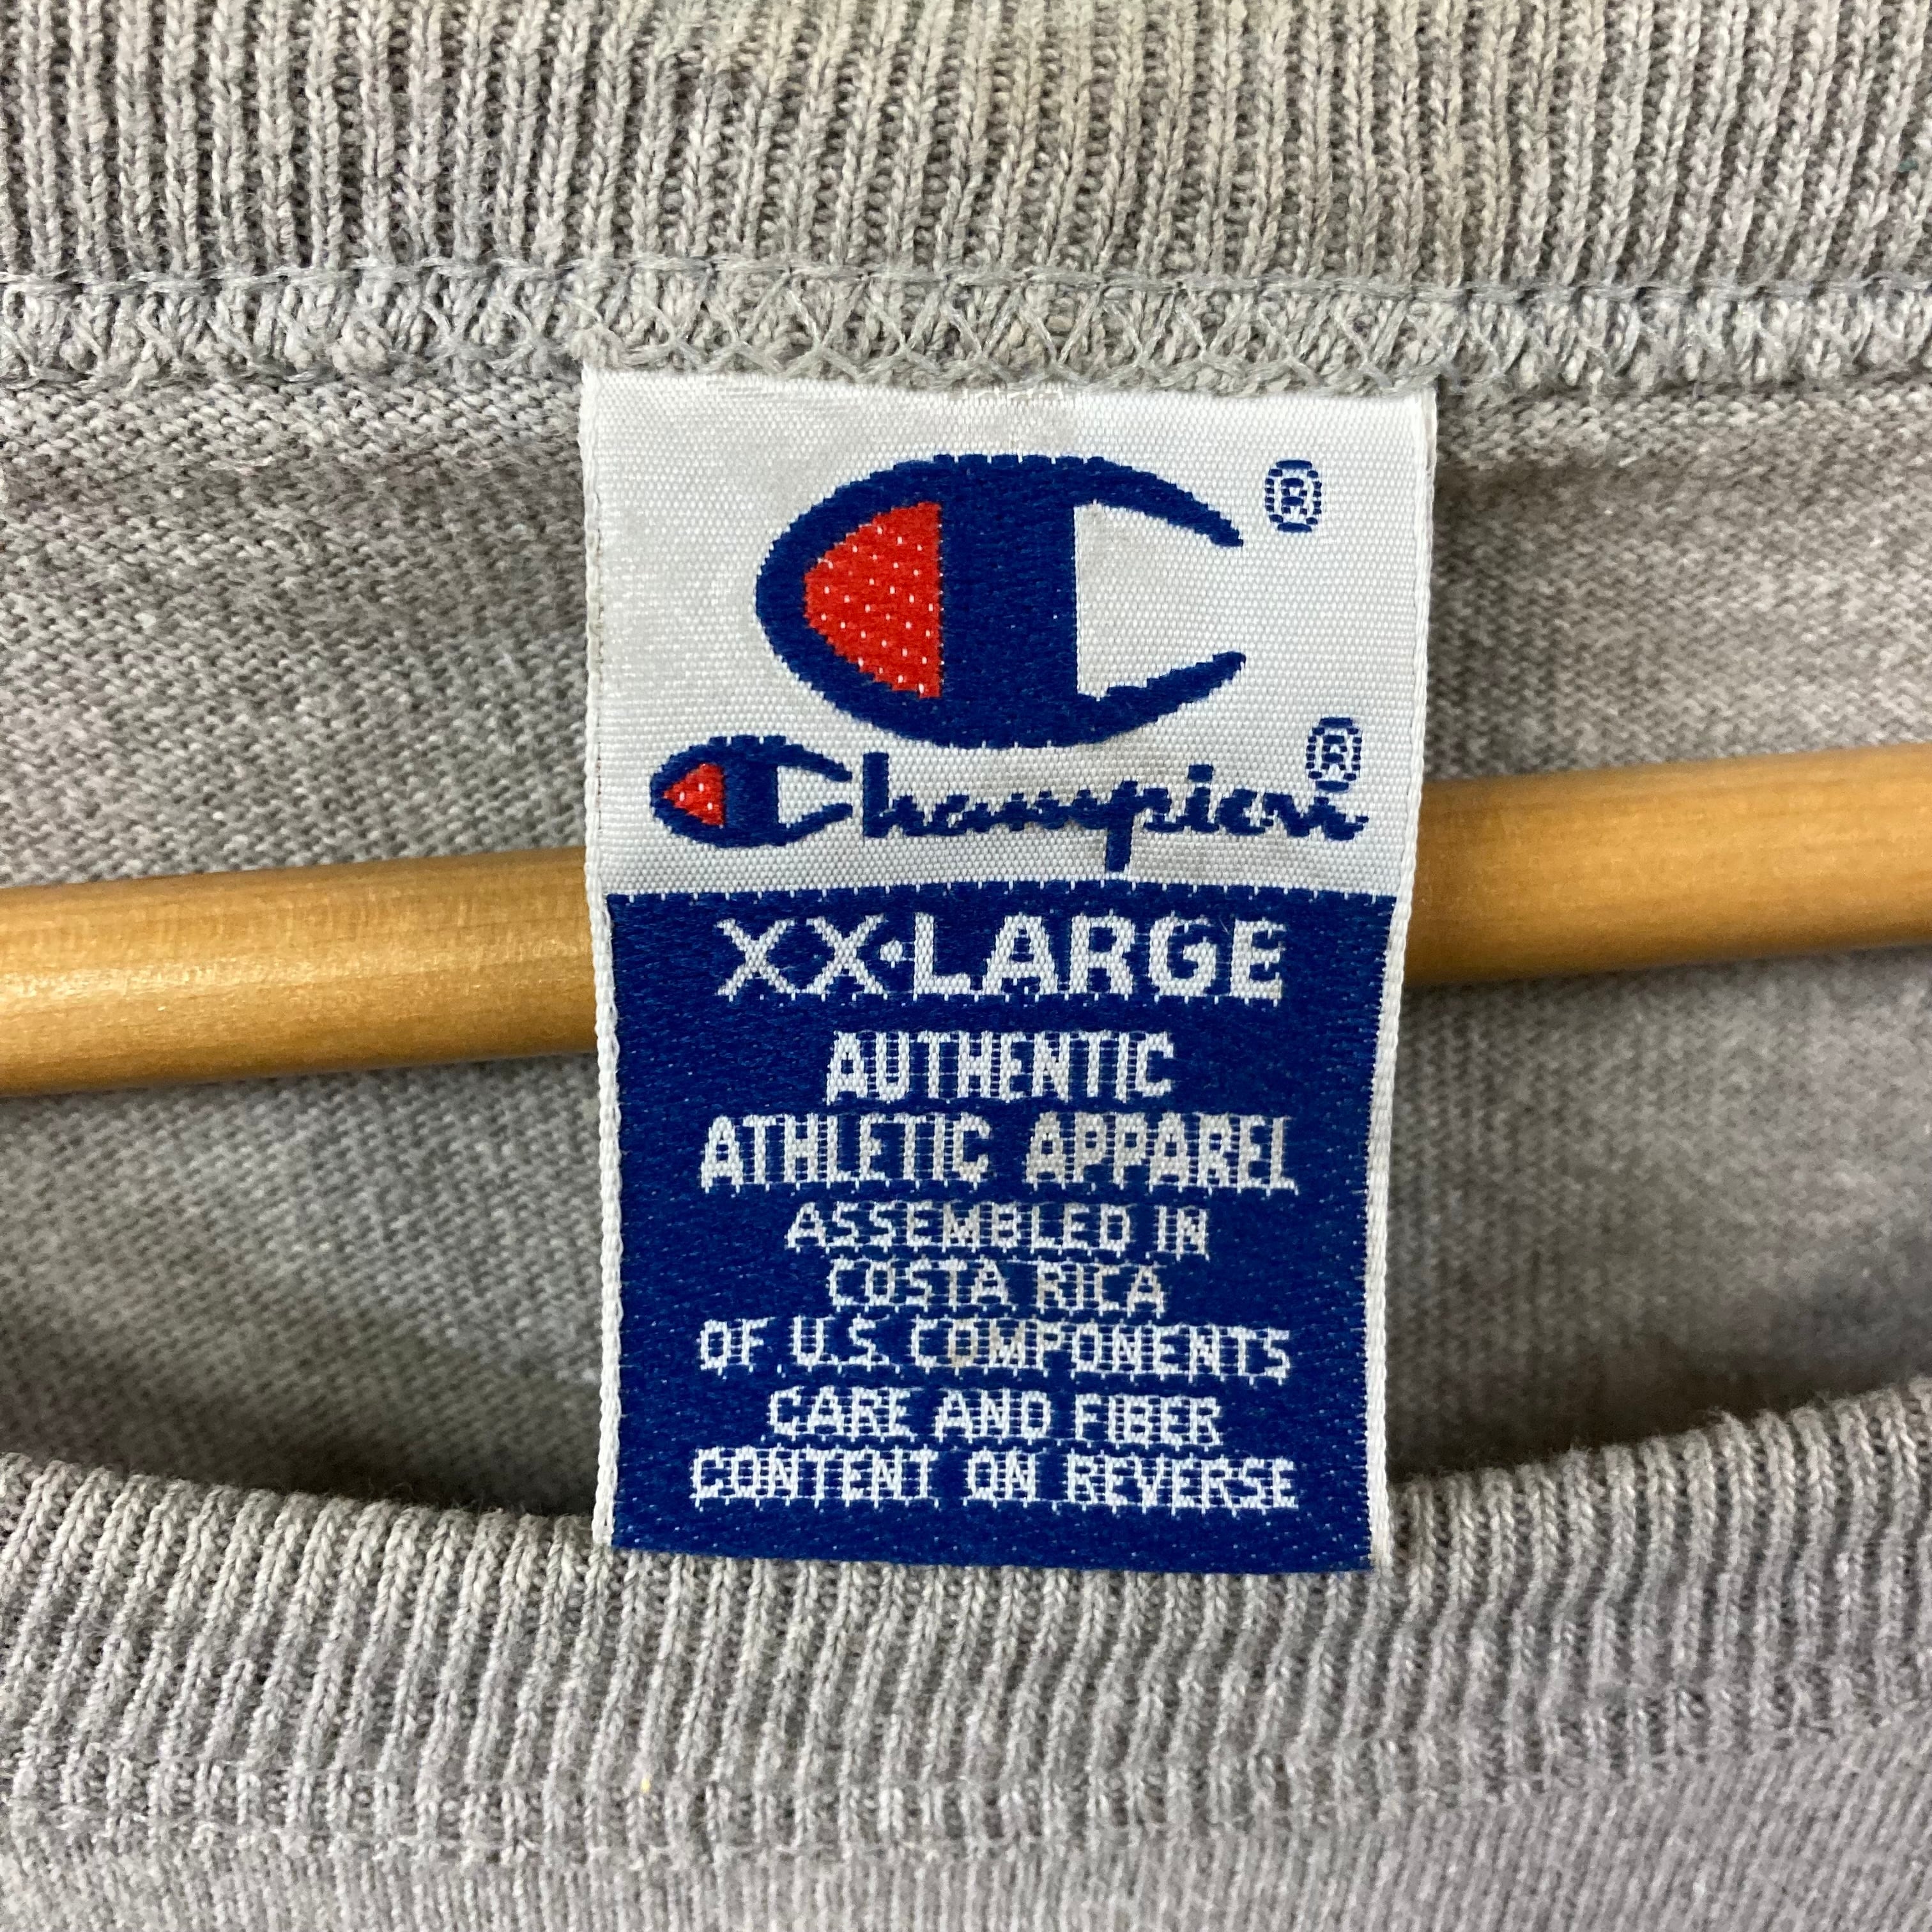 ®
Champion®
XX-LARGE
AUTHENTIC
ATHLETIC APPAREL
ASSEMBLED IN
COSTA RICA
OF U.S. COMPONENTS
CARE AND FIBER
CONTENT ON REVERSE